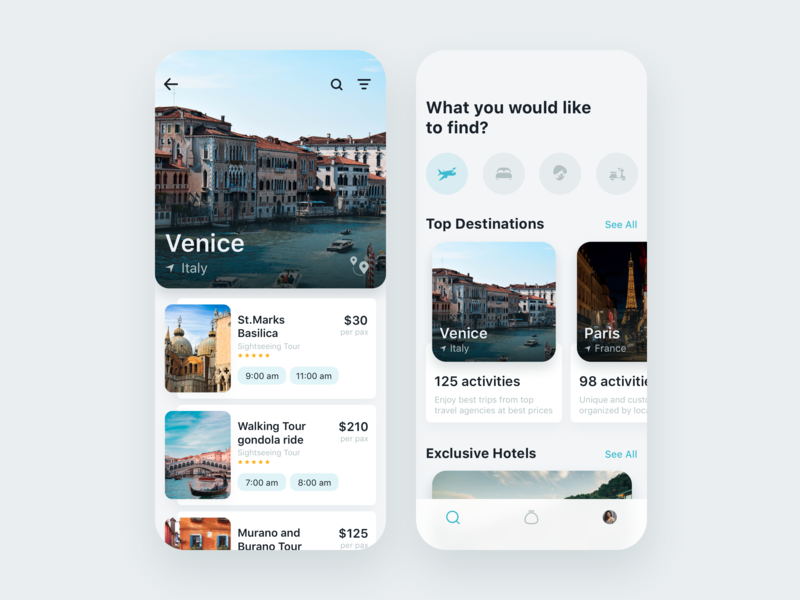 Venice
Italy
St.Marks
Basilica
$30
per pax
Sightseeing Tour
9:00 am
11:00 am
Walking Tour
gondola ride
$210
per pax
Sightseeing Tour
7:00 am
8:00 am
Murano and
Burano Tour
$125
per pax
What you would like
to find?
Top Destinations
See All
Venice
Italy
Paris
France
125 activities
Enjoy best trips from top
travel agencies at best prices
98
Unique and
organized by
Exclusive Hotels
See All